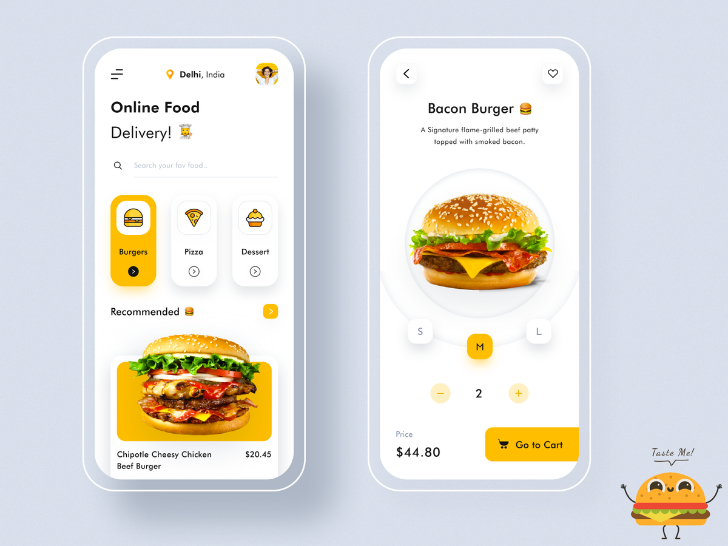 Delhi, India
Online Food
Delivery!
Search your fav food..
Burgers
Pizza
Dessert
Recommended
Chipotle Cheesy Chicken
Beef Burger
$20.45
Bacon Burger
A Signature flame-grilled beef patty
topped with smoked bacon.
S
M
L
2
Price
$44.80
Go to Cart
Taste Me!